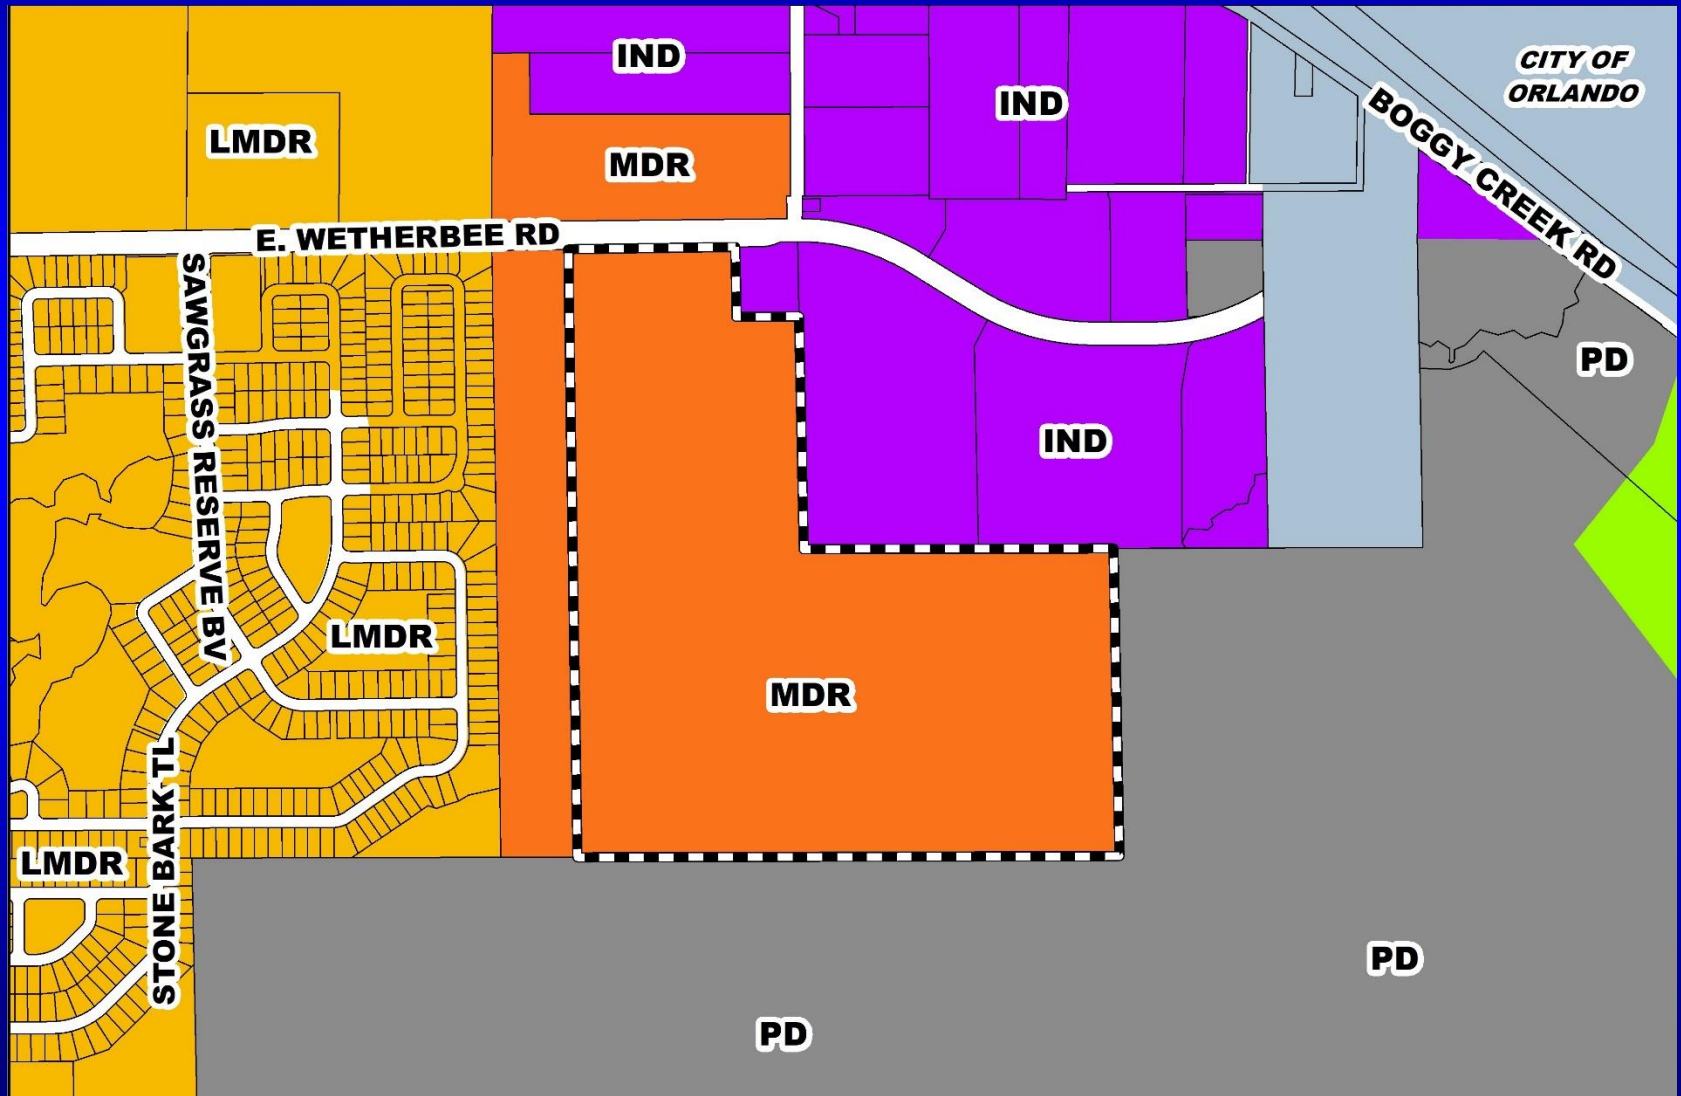 CITY OF
ORLANDO
IND
IND
BOGGY CREEK RD
LMDR
MDR
E. WETHERBEE RD
SAWGRASS RESERVE BV
PD
IND
LMDR
MDR
STONE BARK TL
LMDR
PD
PD